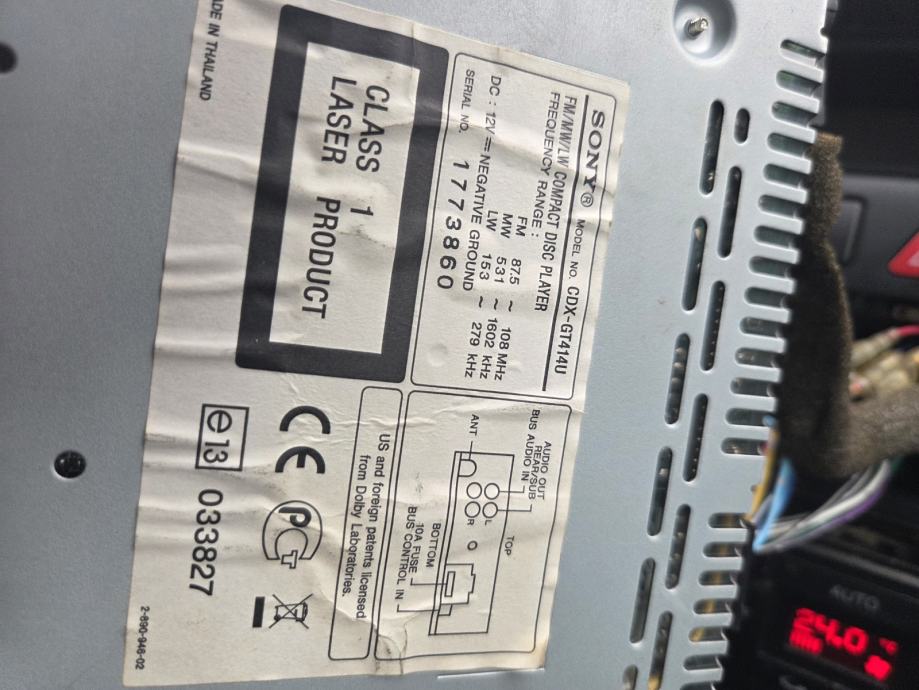 SONY® MODEL NO. CDX-GT414U
FM/MW/LW COMPACT DISC PLAYER
FREQUENCY RANGE :
FM 87.5 ~ 108 MHz
MW 531 ~ 1602 kHz
LW 153 ~ 279 kHz
DC : 12V ⎓ NEGATIVE GROUND
SERIAL NO. 1773860
CLASS 1
LASER PRODUCT
ADE IN THAILAND
AUDIO OUT
REAR/SUB
BUS AUDIO IN
TOP
ANT
L
R
BOTTOM
10A FUSE
BUS CONTROL IN
US and foreign patents licensed
from Dolby Laboratories.
CE
PCT
e13 033827
2-890-946-02
AUTO
24.0 °C